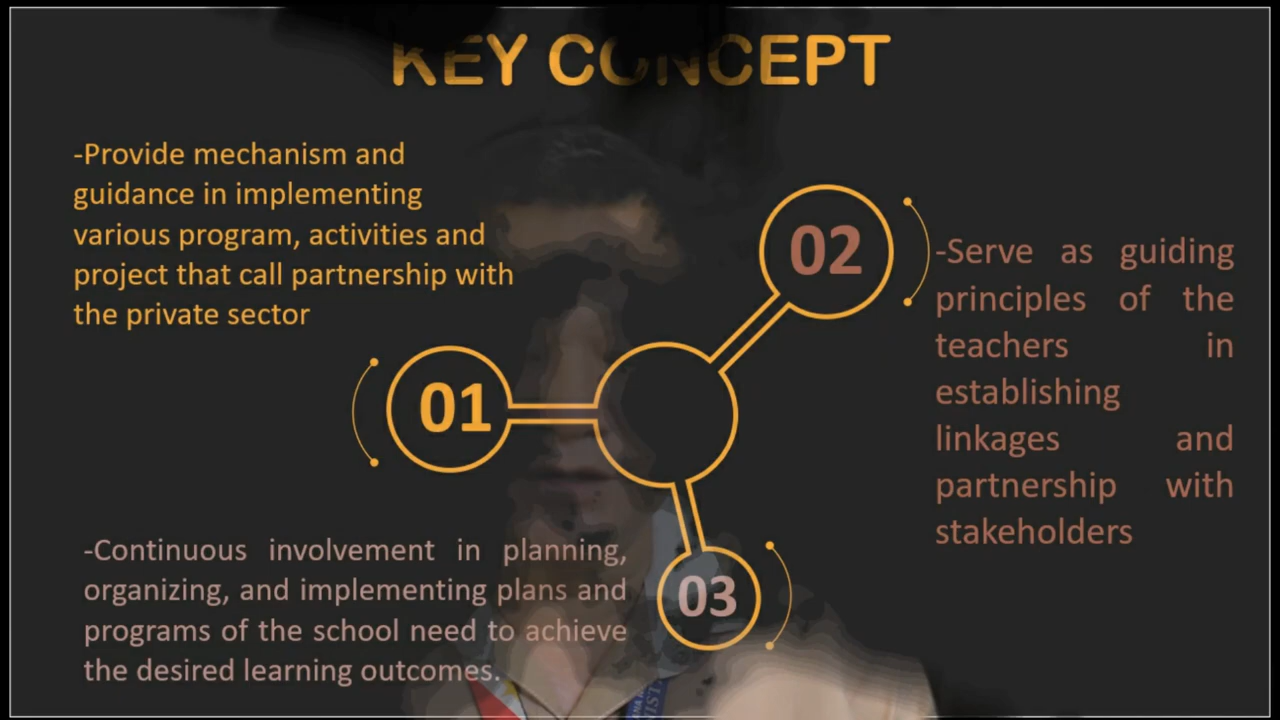 KEY CONCEPT
-Provide mechanism and
guidance in implementing
various program, activities and
project that call partnership with
the private sector
01
02
-Serve as guiding
principles of the
teachers in
establishing
linkages and
partnership with
stakeholders
-Continuous involvement in planning,
organizing, and implementing plans and
programs of the school need to achieve
the desired learning outcomes.
03